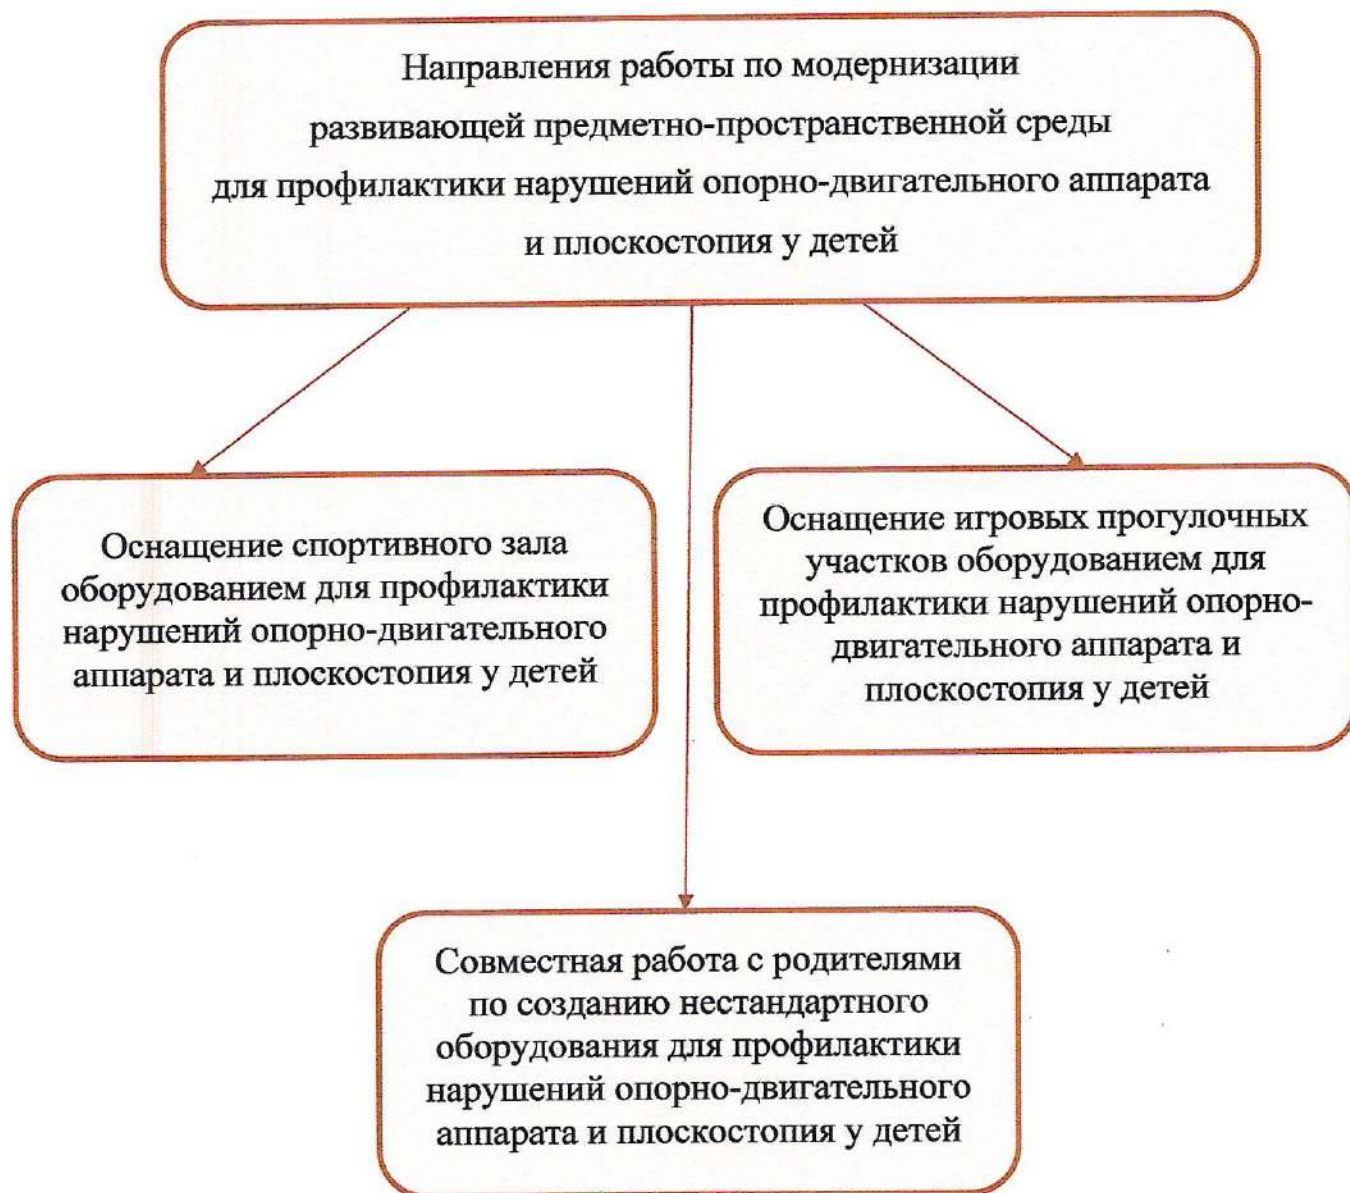 Направления работы по модернизации
развивающей предметно-пространственной среды
для профилактики нарушений опорно-двигательного аппарата
и плоскостопия у детей
Оснащение спортивного зала
оборудованием для профилактики
нарушений опорно-двигательного
аппарата и плоскостопия у детей
Оснащение игровых прогулочных
участков оборудованием для
профилактики нарушений опорно-
двигательного аппарата и
плоскостопия у детей
Совместная работа с родителями
по созданию нестандартного
оборудования для профилактики
нарушений опорно-двигательного
аппарата и плоскостопия у детей